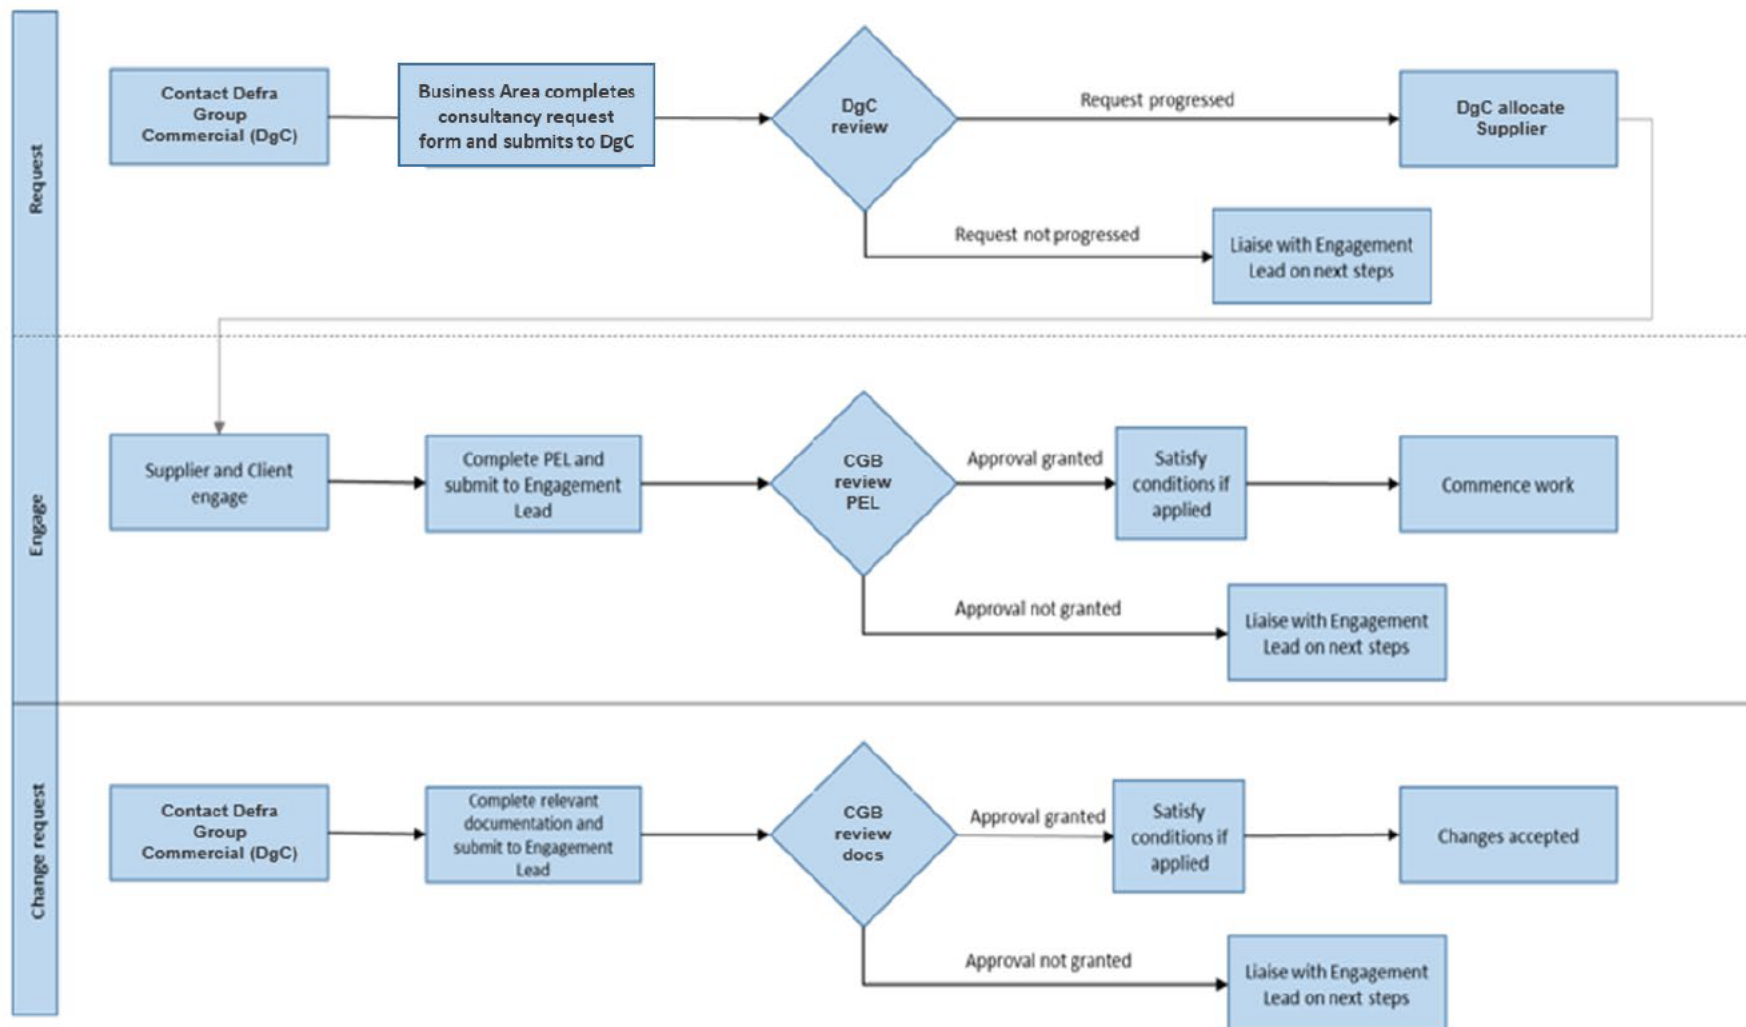 Request
Contact Defra
Group
Commercial (DgC)
Business Area completes
consultancy request
form and submits to DgC
DgC
review
Request progressed
DgC allocate
Supplier
Request not progressed
Liaise with Engagement
Lead on next steps
Engage
Supplier and Client
engage
Complete PEL and
submit to Engagement
Lead
CGB
review
PEL
Approval granted
Satisfy
conditions if
applied
Commence work
Approval not granted
Liaise with Engagement
Lead on next steps
Change request
Contact Defra
Group
Commercial (DgC)
Complete relevant
documentation and
submit to Engagement
Lead
CGB
review
docs
Approval granted
Satisfy
conditions if
applied
Changes accepted
Approval not granted
Liaise with Engagement
Lead on next steps